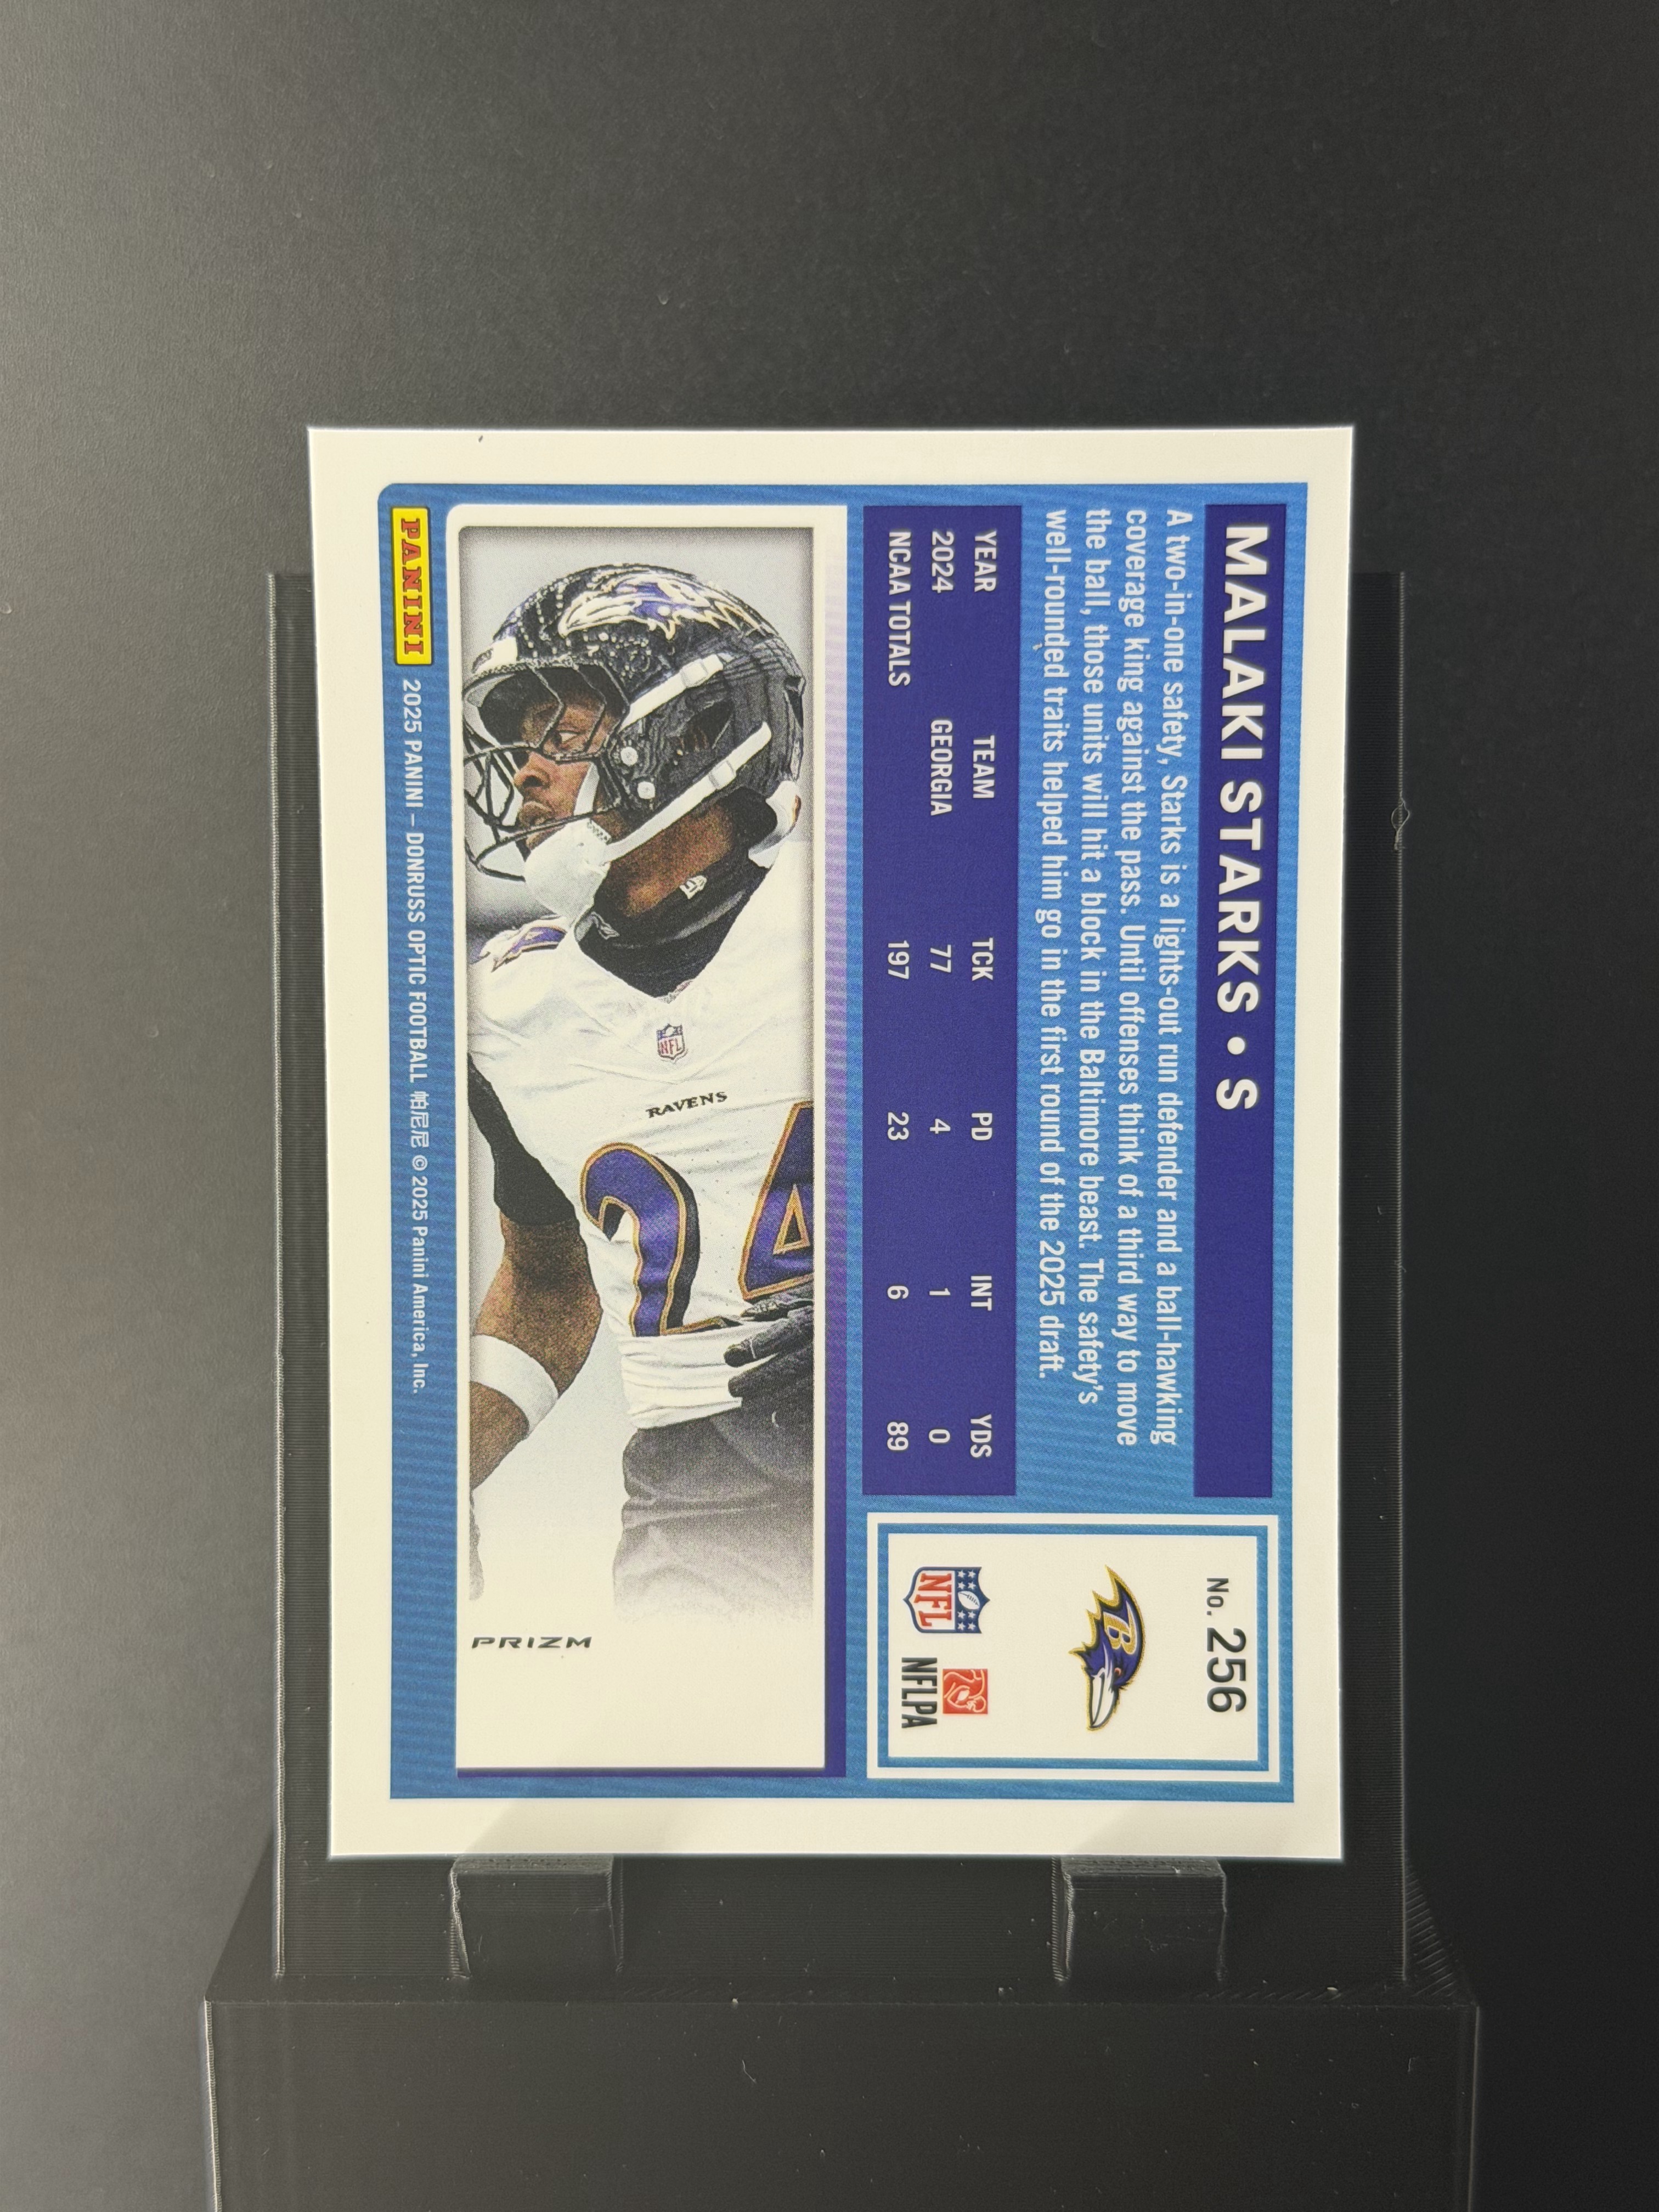 MALAKI STARKS • S
A two-in-one safety, Starks is a lights-out run defender and a ball-hawking
coverage king against the pass. Until offenses think of a third way to move
the ball, those units will hit a block in the Baltimore beast. The safety's
well-rounded traits helped him go in the first round of the 2025 draft.
YEAR TEAM TCK PD INT YDS
2024 GEORGIA 77 4 1 0
NCAA TOTALS 197 23 6 89
No. 256
B
NFL
NFLPA
NFL
RAVENS
24
PRIZM
PANINI 2025 PANINI – DONRUSS OPTIC FOOTBALL 帕尼尼 © 2025 Panini America, Inc.